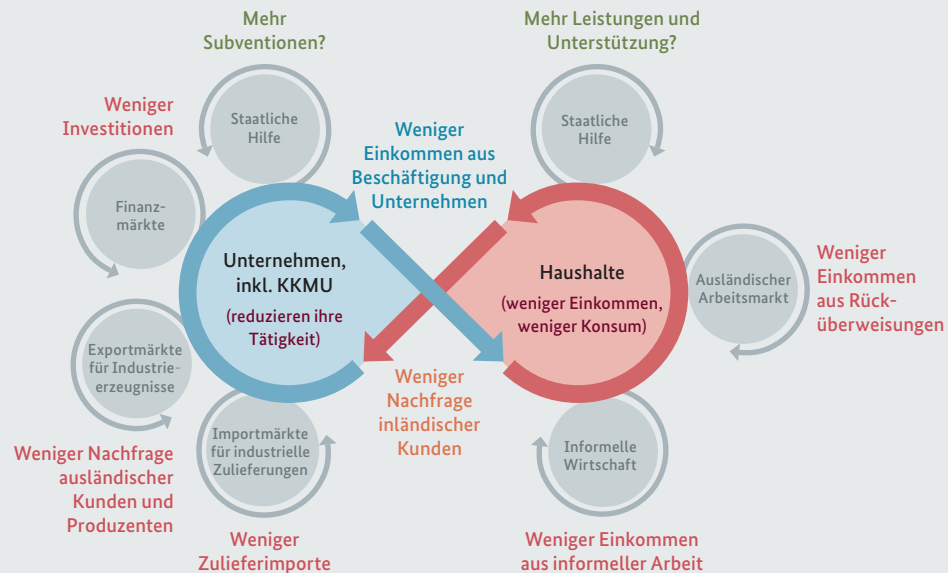 Mehr
Subventionen?
Mehr Leistungen und
Unterstützung?
Weniger
Investitionen
Staatliche
Hilfe
Weniger
Einkommen aus
Beschäftigung und
Unternehmen
Staatliche
Hilfe
Finanz-
märkte
Unternehmen,
inkl. KKMU
(reduzieren ihre
Tätigkeit)
Haushalte
(weniger Einkommen,
weniger Konsum)
Ausländischer
Arbeitsmarkt
Weniger
Einkommen
aus Rück-
überweisungen
Exportmärkte
für Industrie-
erzeugnisse
Weniger
Nachfrage
inländischer
Kunden
Importmärkte
für industrielle
Zulieferungen
Informelle
Wirtschaft
Weniger Nachfrage
ausländischer
Kunden und
Produzenten
Weniger
Zulieferimporte
Weniger Einkommen
aus informeller Arbeit